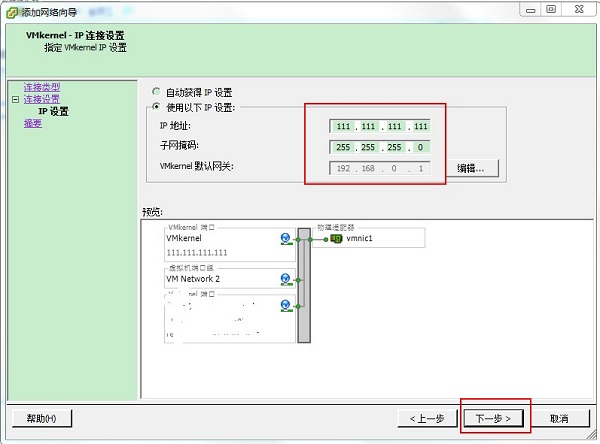 添加网络向导
VMkernel - IP 连接设置
指定 VMkernel IP 设置
连接类型
连接设置
IP 设置
摘要
自动获得 IP 设置
使用以下 IP 设置:
IP 地址: 111 . 111 . 111 . 111
子网掩码: 255 . 255 . 255 . 0
VMkernel 默认网关: 192 . 168 . 0 . 1 编辑...
预览:
VMkernel 端口
VMkernel
111.111.111.111
物理适配器
vmnic1
虚拟机端口组
VM Network 2
VMkernel 端口
帮助(H) < 上一步 下一步 > 取消